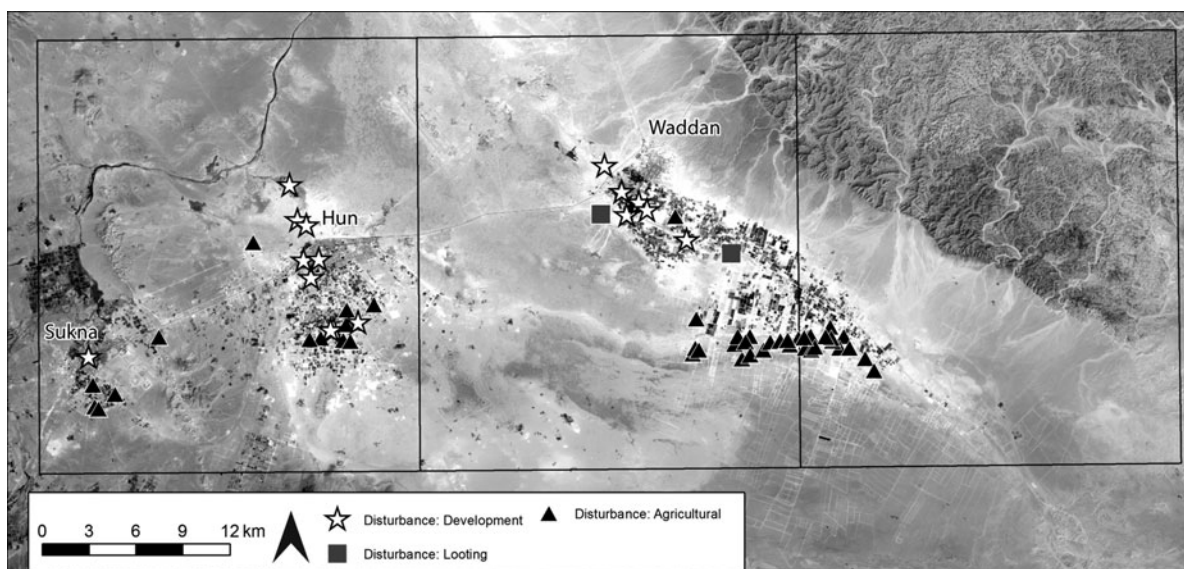 Waddan
Hun
Sukna
0 3 6 9 12 km
Disturbance: Development
Disturbance: Agricultural
Disturbance: Looting